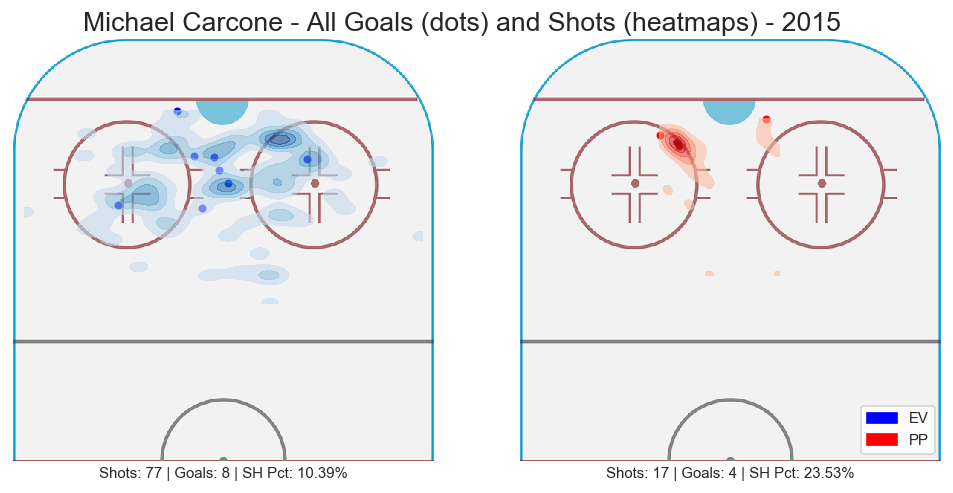 Michael Carcone - All Goals (dots) and Shots (heatmaps) - 2015
EV
PP
Shots: 77 | Goals: 8 | SH Pct: 10.39%
Shots: 17 | Goals: 4 | SH Pct: 23.53%